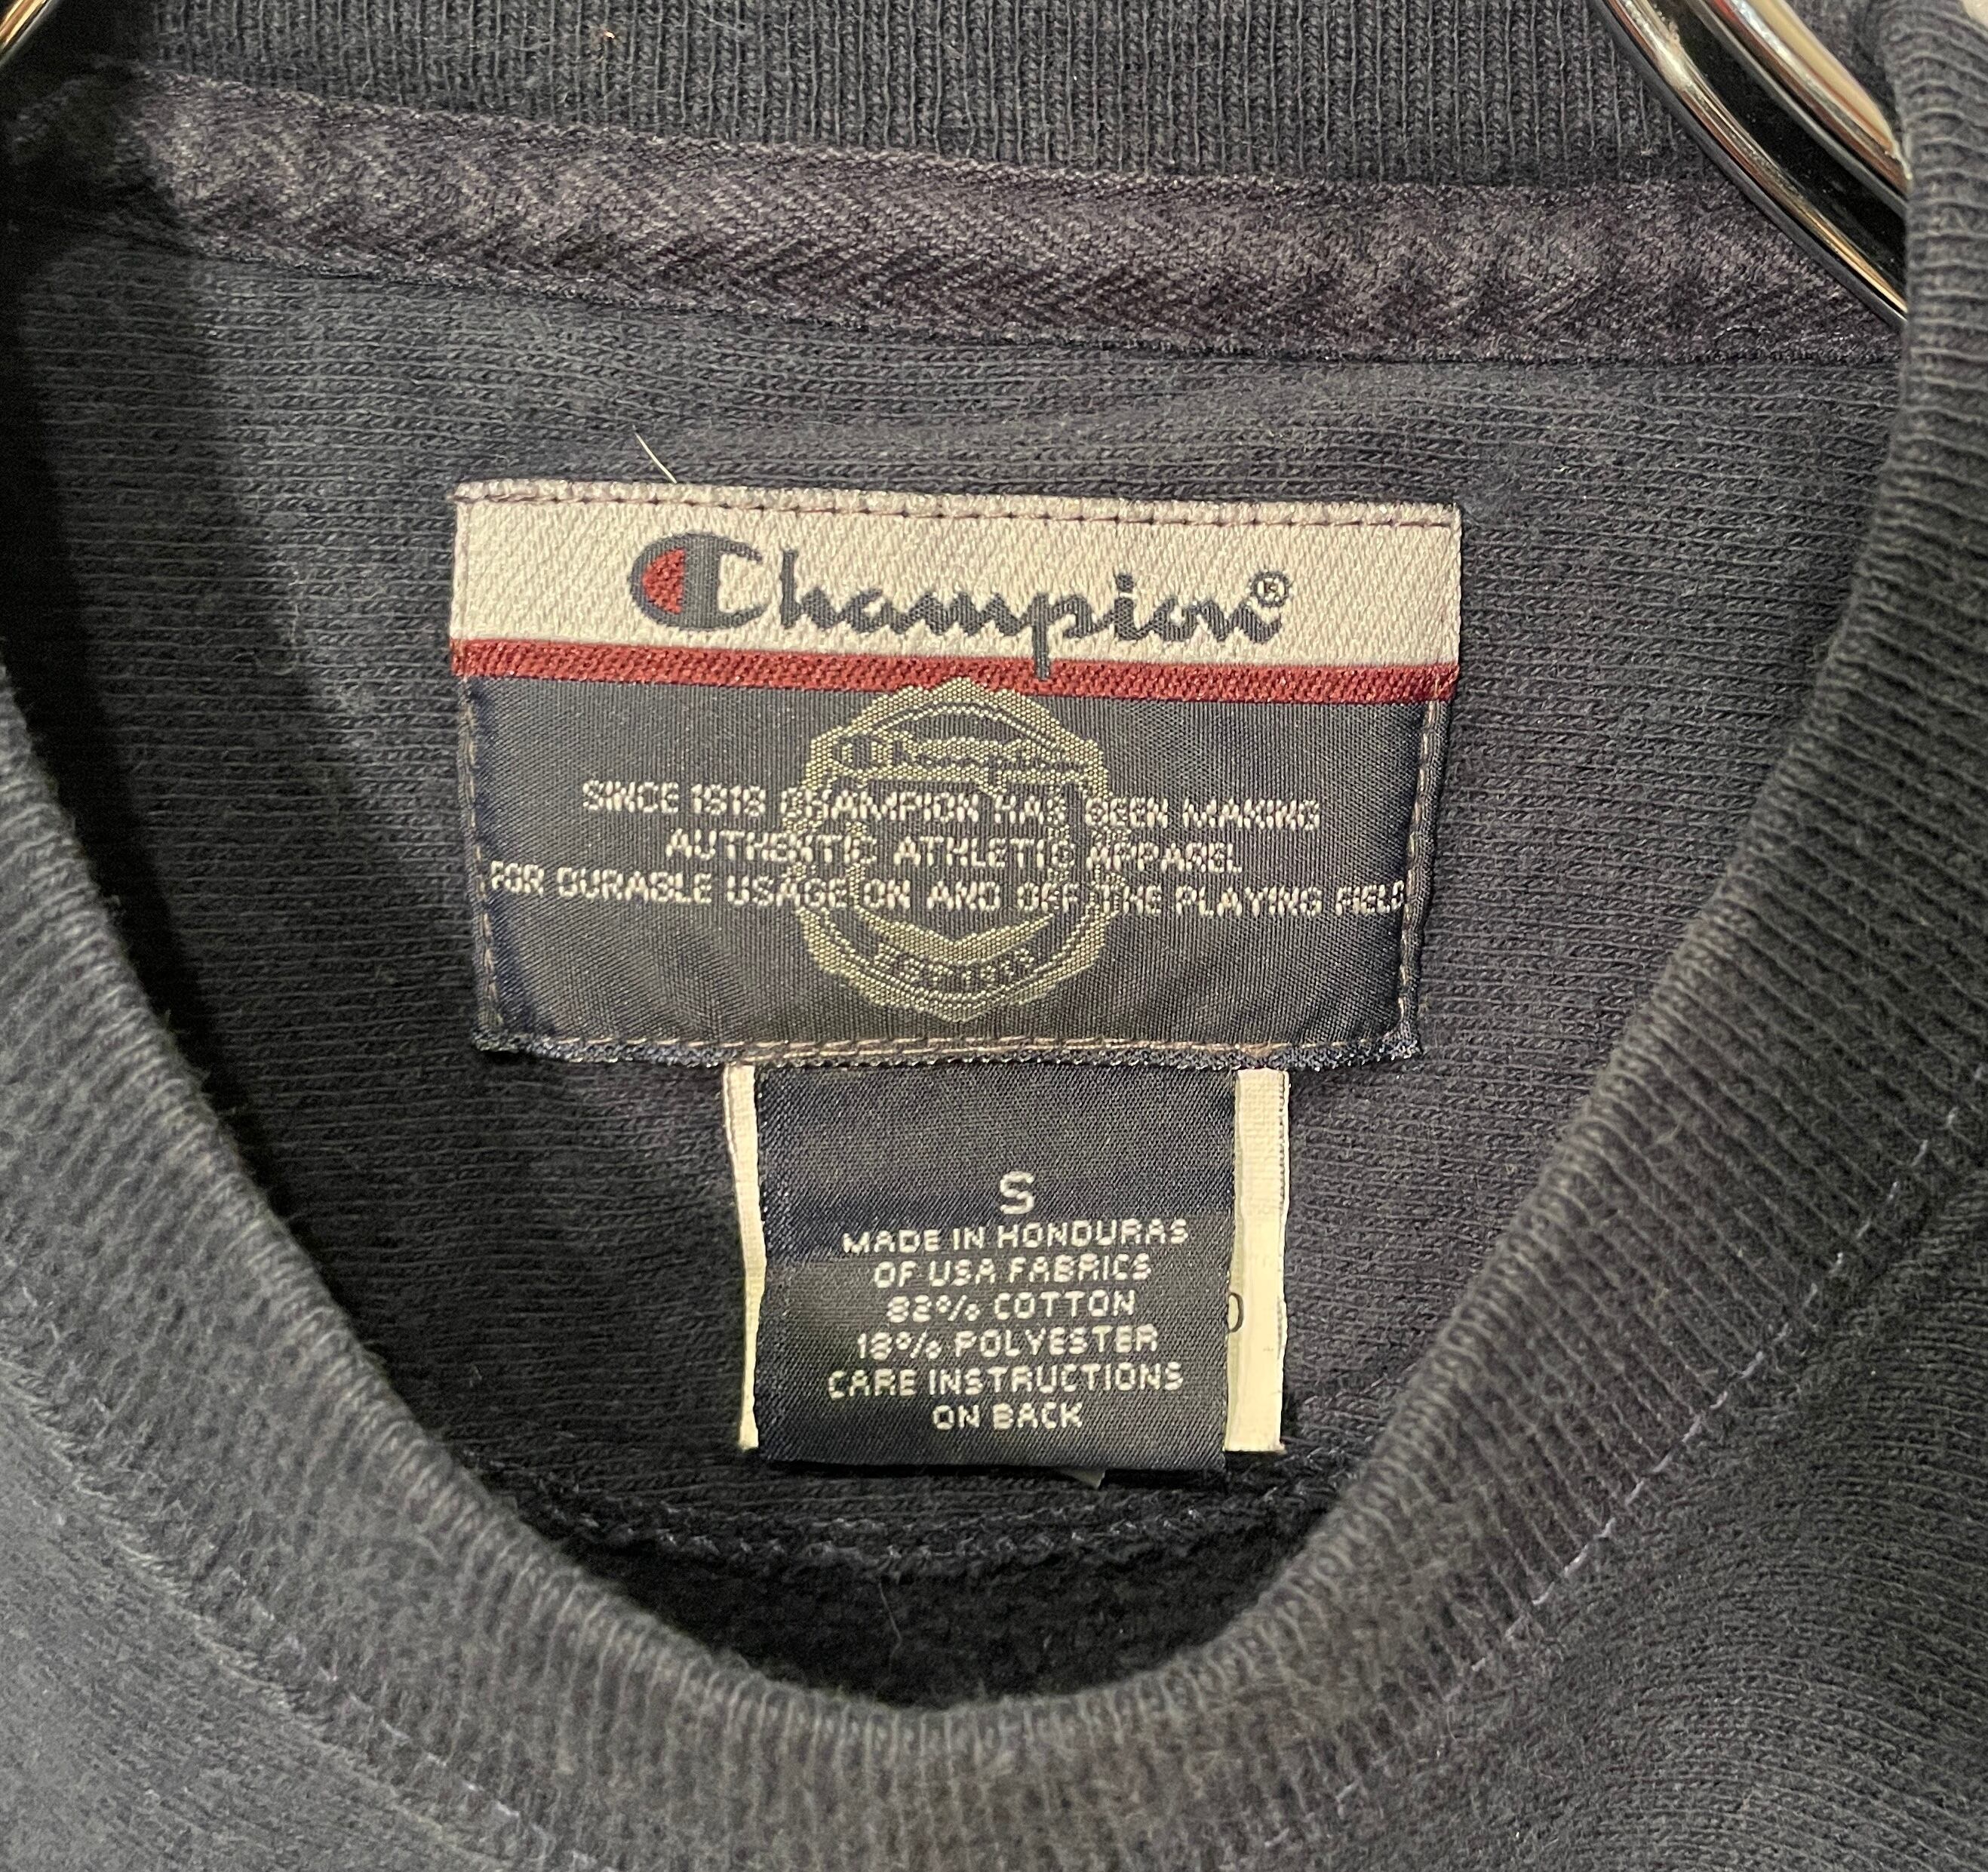 Champion®
Champion
SINCE 1919 CHAMPION HAS BEEN MAKING
AUTHENTIC ATHLETIC APPAREL
FOR DURABLE USAGE ON AND OFF THE PLAYING FIELD
S
MADE IN HONDURAS
OF USA FABRICS
82% COTTON
18% POLYESTER
CARE INSTRUCTIONS
ON BACK